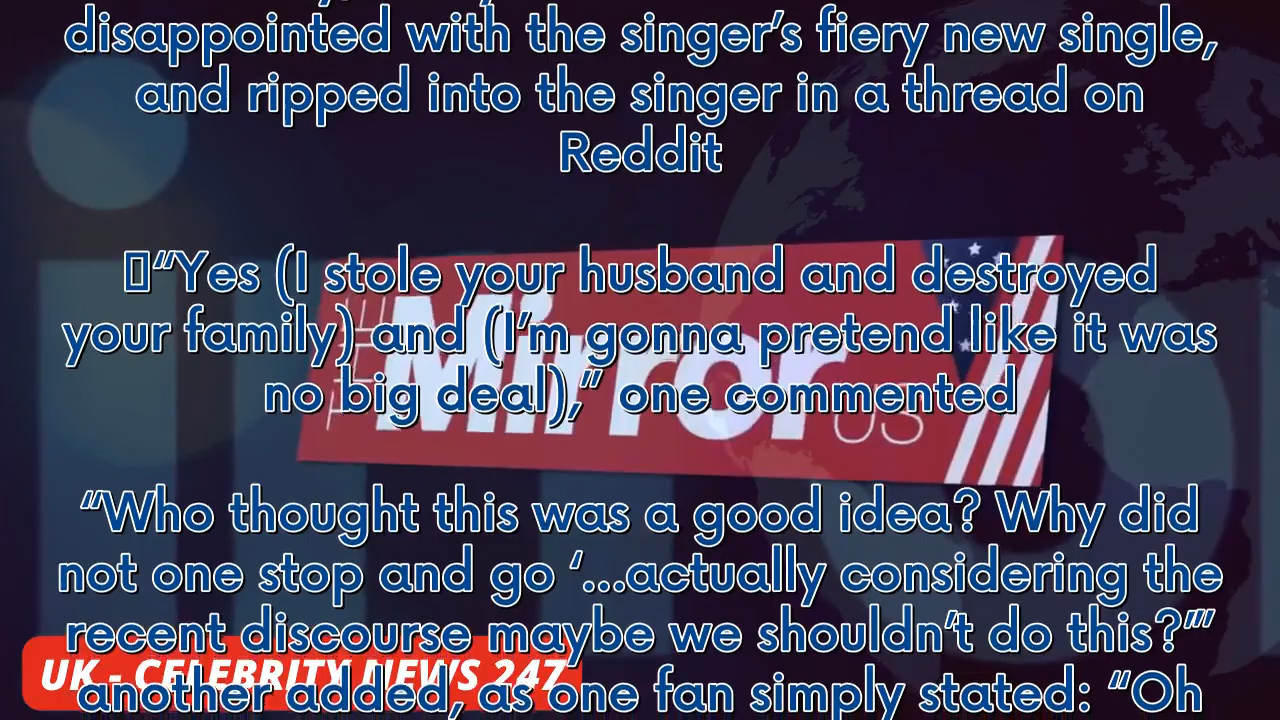 disappointed with the singer's fiery new single,
and ripped into the singer in a thread on
Reddit
“Yes (I stole your husband and destroyed
your family) and (I'm gonna pretend like it was
no big deal),” one commented
THE Mirror US
“Who thought this was a good idea? Why did
not one stop and go ‘...actually considering the
recent discourse maybe we shouldn't do this?’”
UK - CELEBRITY NEWS 247
another added, as one fan simply stated: “Oh